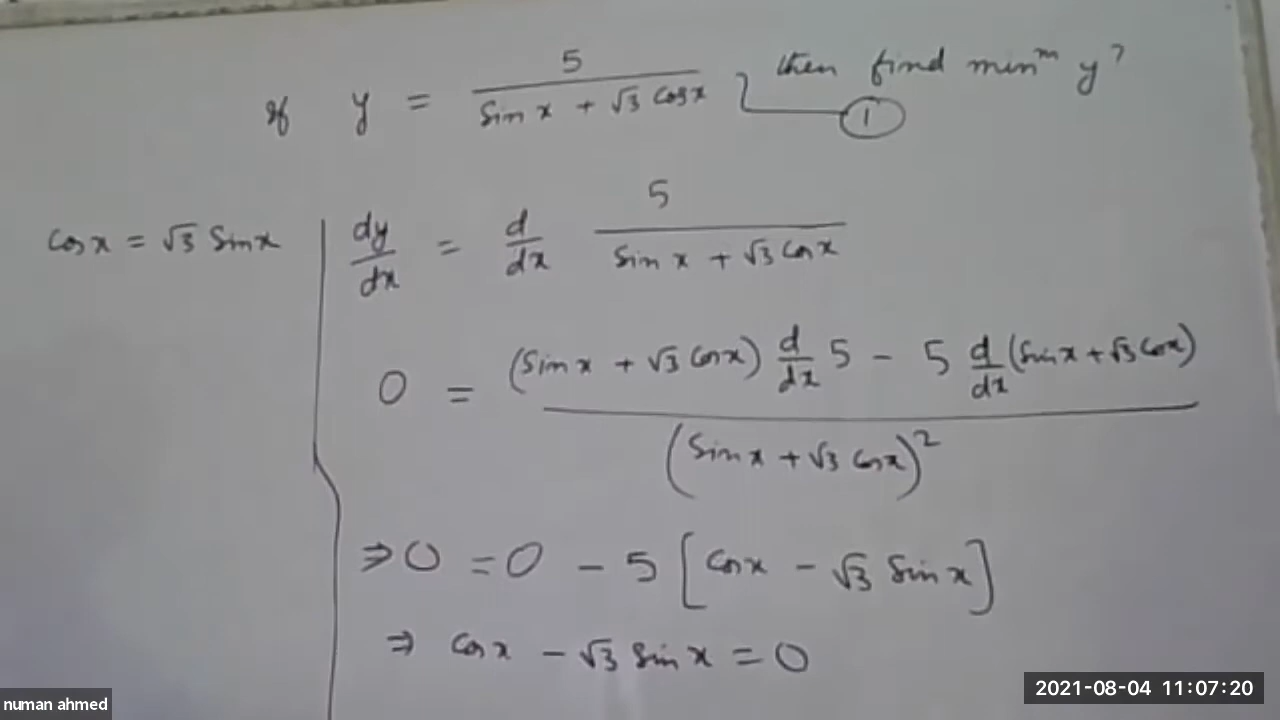 If y = 5 / (Sin x + √3 Cos x) then find minᵐ y?
①
Cos x = √3 Sin x
dy/dx = d/dx 5 / (Sin x + √3 Cos x)
0 = ((Sin x + √3 Cos x) d/dx 5 - 5 d/dx (Sin x + √3 Cos x)) / (Sin x + √3 Cos x)²
⇒ 0 = 0 - 5 [Cos x - √3 Sin x]
⇒ Cos x - √3 Sin x = 0
numan ahmed
2021-08-04 11:07:20